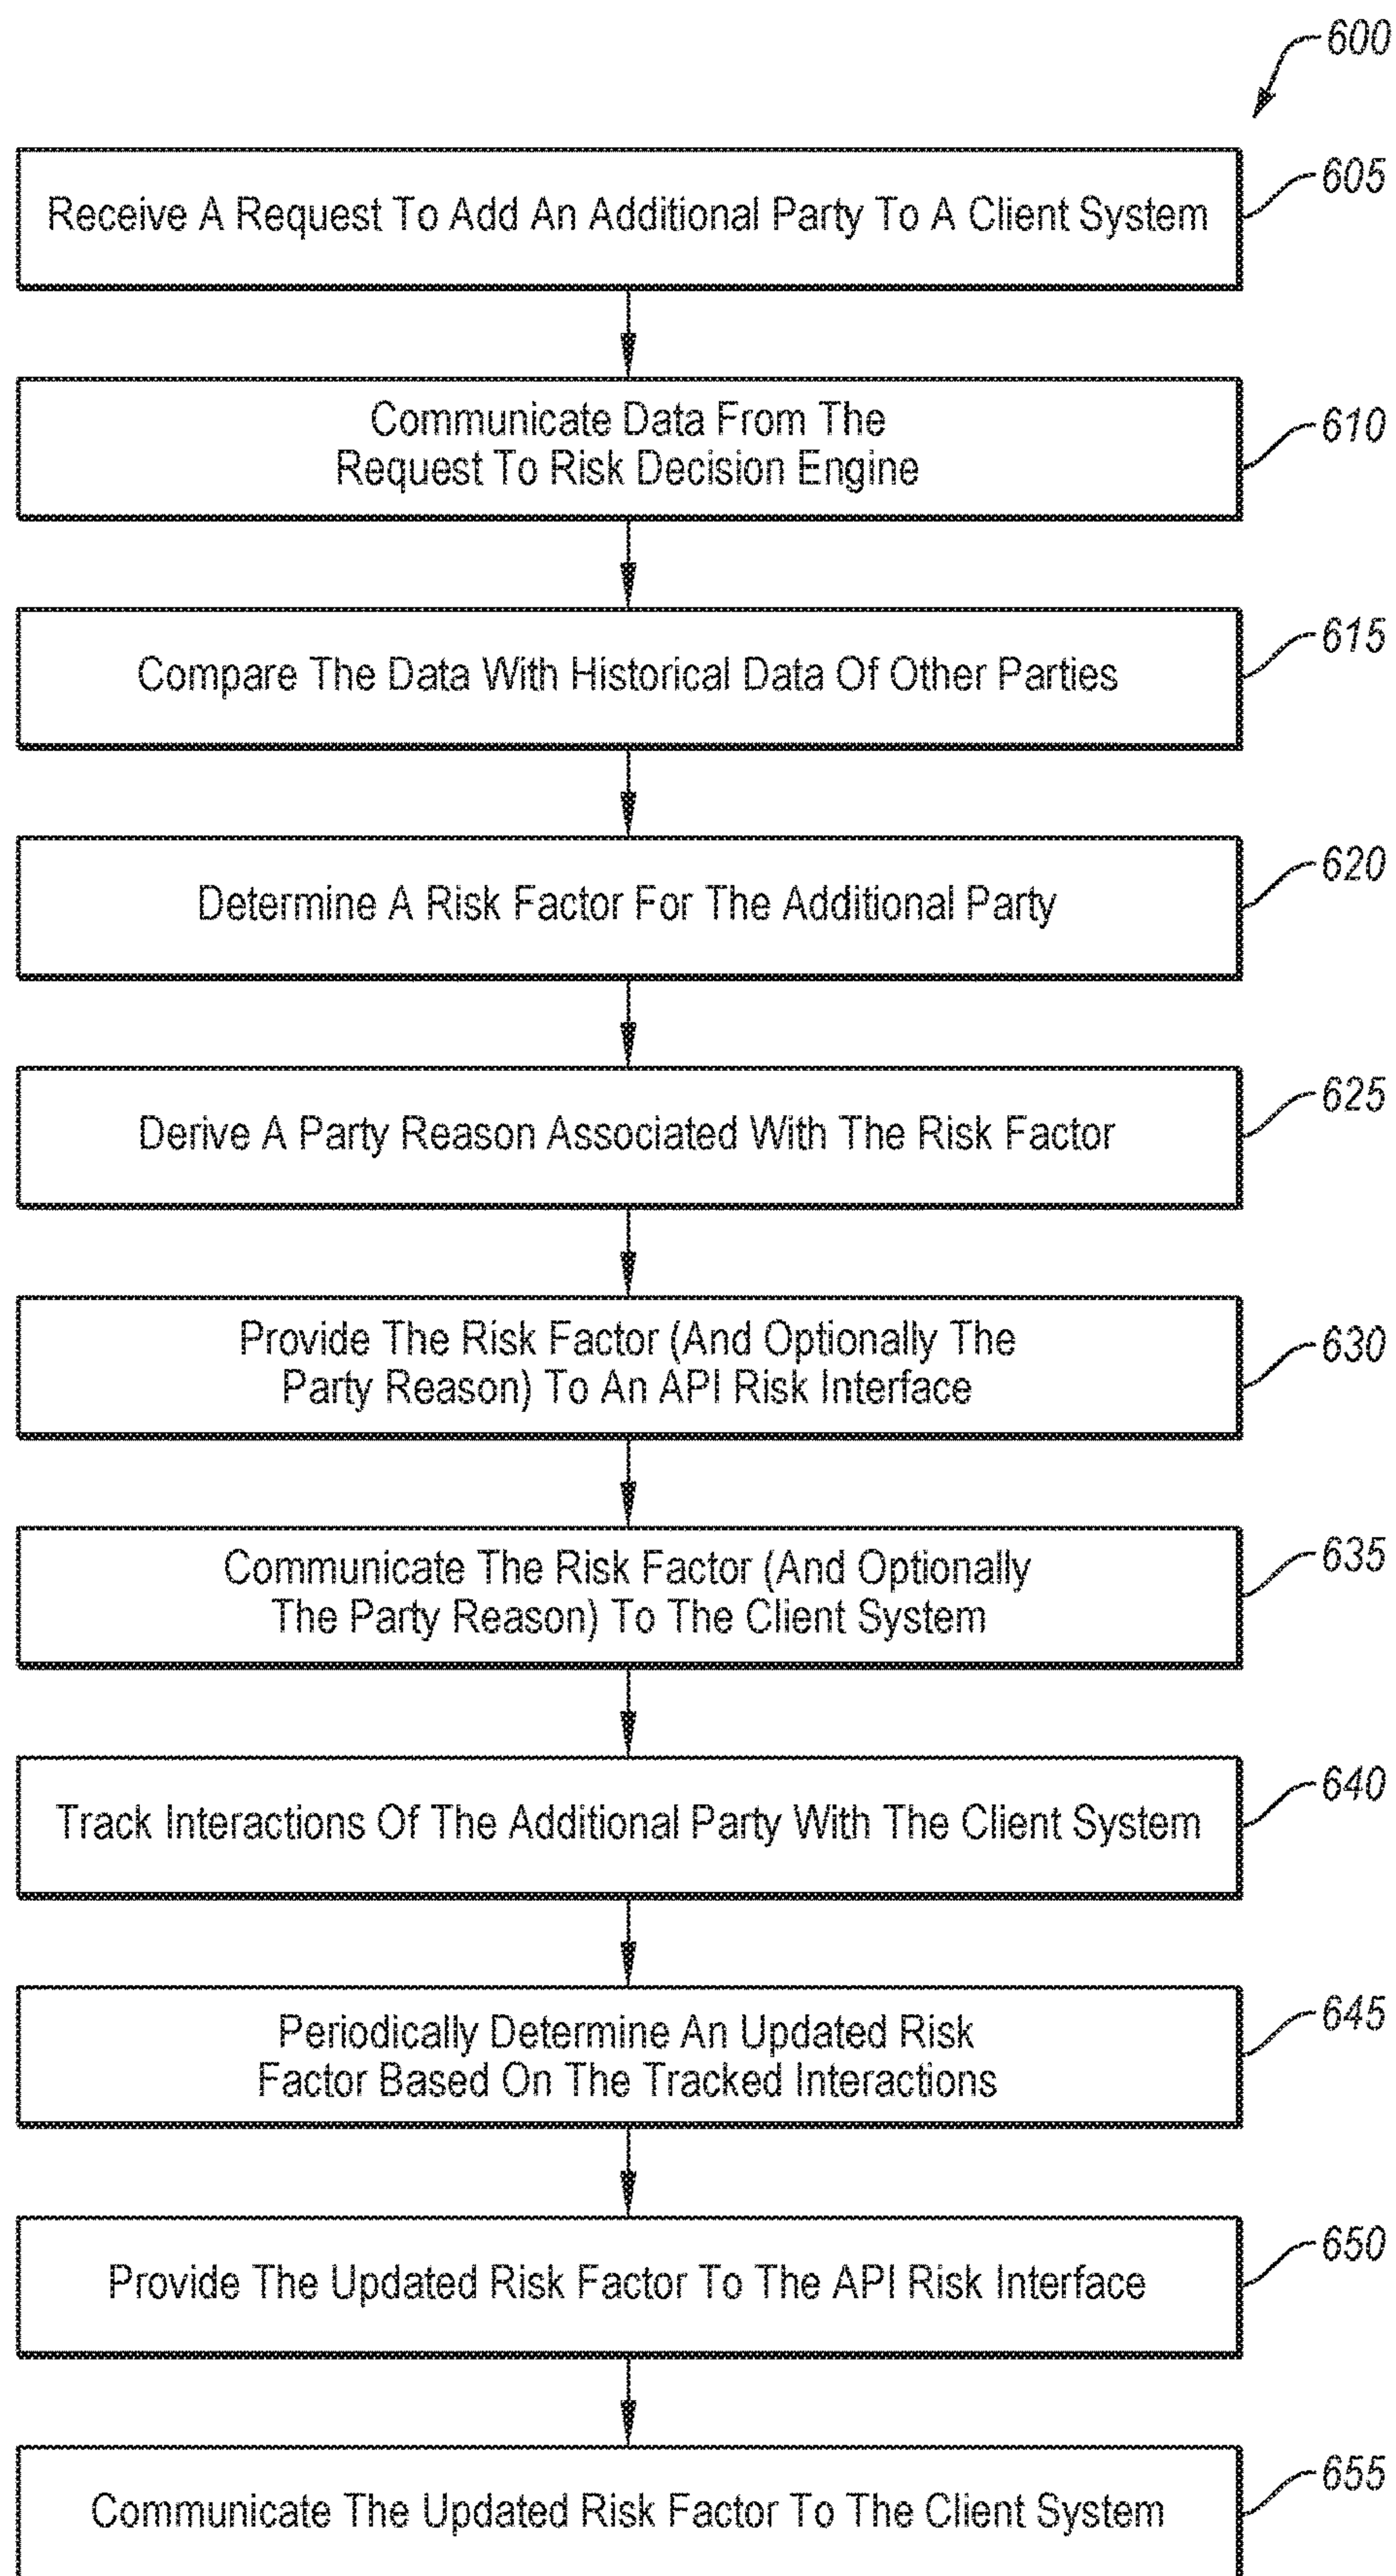 600
Receive A Request To Add An Additional Party To A Client System
605
Communicate Data From The
Request To Risk Decision Engine
610
Compare The Data With Historical Data Of Other Parties
615
Determine A Risk Factor For The Additional Party
620
Derive A Party Reason Associated With The Risk Factor
625
Provide The Risk Factor (And Optionally The
Party Reason) To An API Risk Interface
630
Communicate The Risk Factor (And Optionally
The Party Reason) To The Client System
635
Track Interactions Of The Additional Party With The Client System
640
Periodically Determine An Updated Risk
Factor Based On The Tracked Interactions
645
Provide The Updated Risk Factor To The API Risk Interface
650
Communicate The Updated Risk Factor To The Client System
655